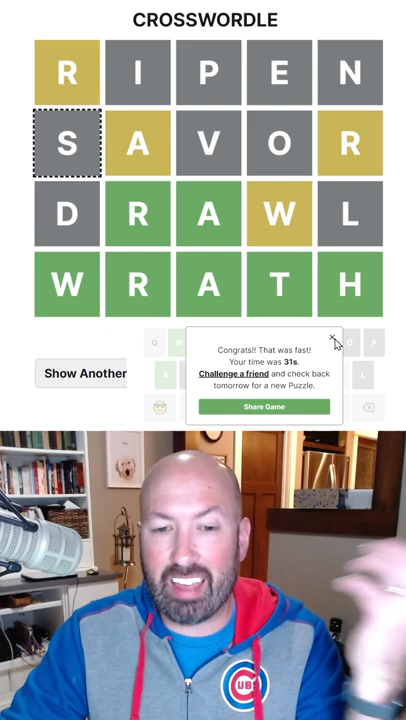 CROSSWORDLE
R I P E N
S A V O R
D R A W L
W R A T H
Q W O P
Congrats!! That was fast!
Your time was 31s.
Challenge a friend and check back
tomorrow for a new Puzzle.
Show Another
A L
Share Game
UBS